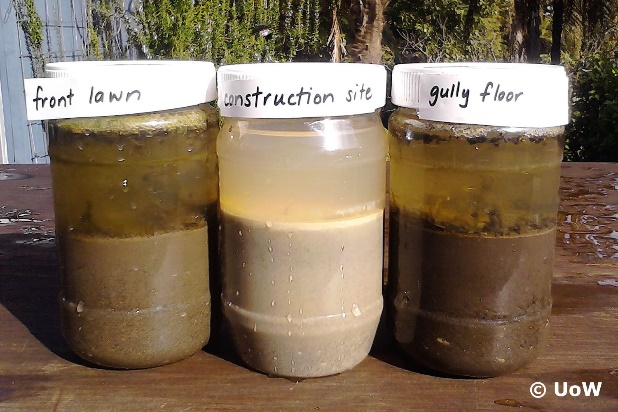 front lawn
construction site
gully floor
© UoW